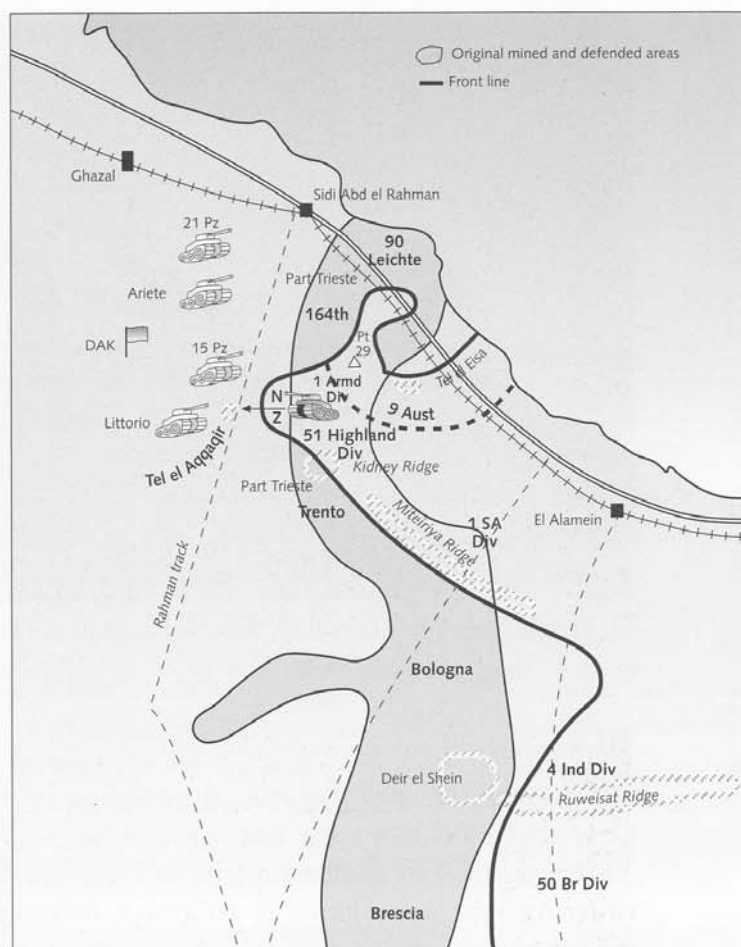 Original mined and defended areas
Front line
Ghazal
Sidi Abd el Rahman
21 Pz
90
Leichte
Part Trieste
Ariete
164th
DAK
Pt
29
Tel el Eisa
15 Pz
1 Armd
Div
N
Z
9 Aust
Littorio
51 Highland
Div
Tel el Aqqaqir
Kidney Ridge
Part Trieste
Trento
Miteiriya Ridge
1 SA
Div
El Alamein
Rahman track
Bologna
Deir el Shein
4 Ind Div
Ruweisat Ridge
50 Br Div
Brescia